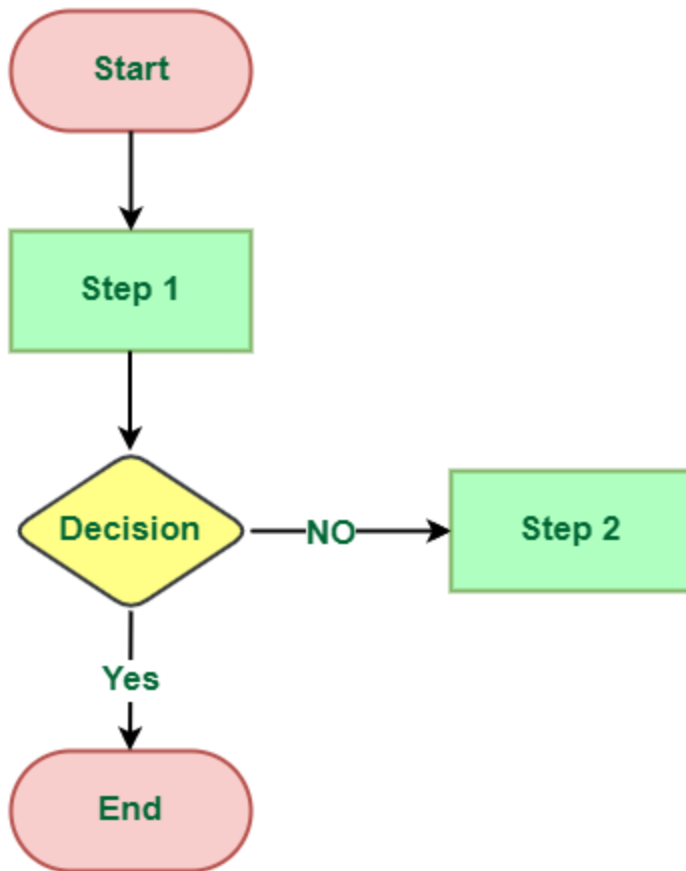 Start
Step 1
Decision
NO
Step 2
Yes
End